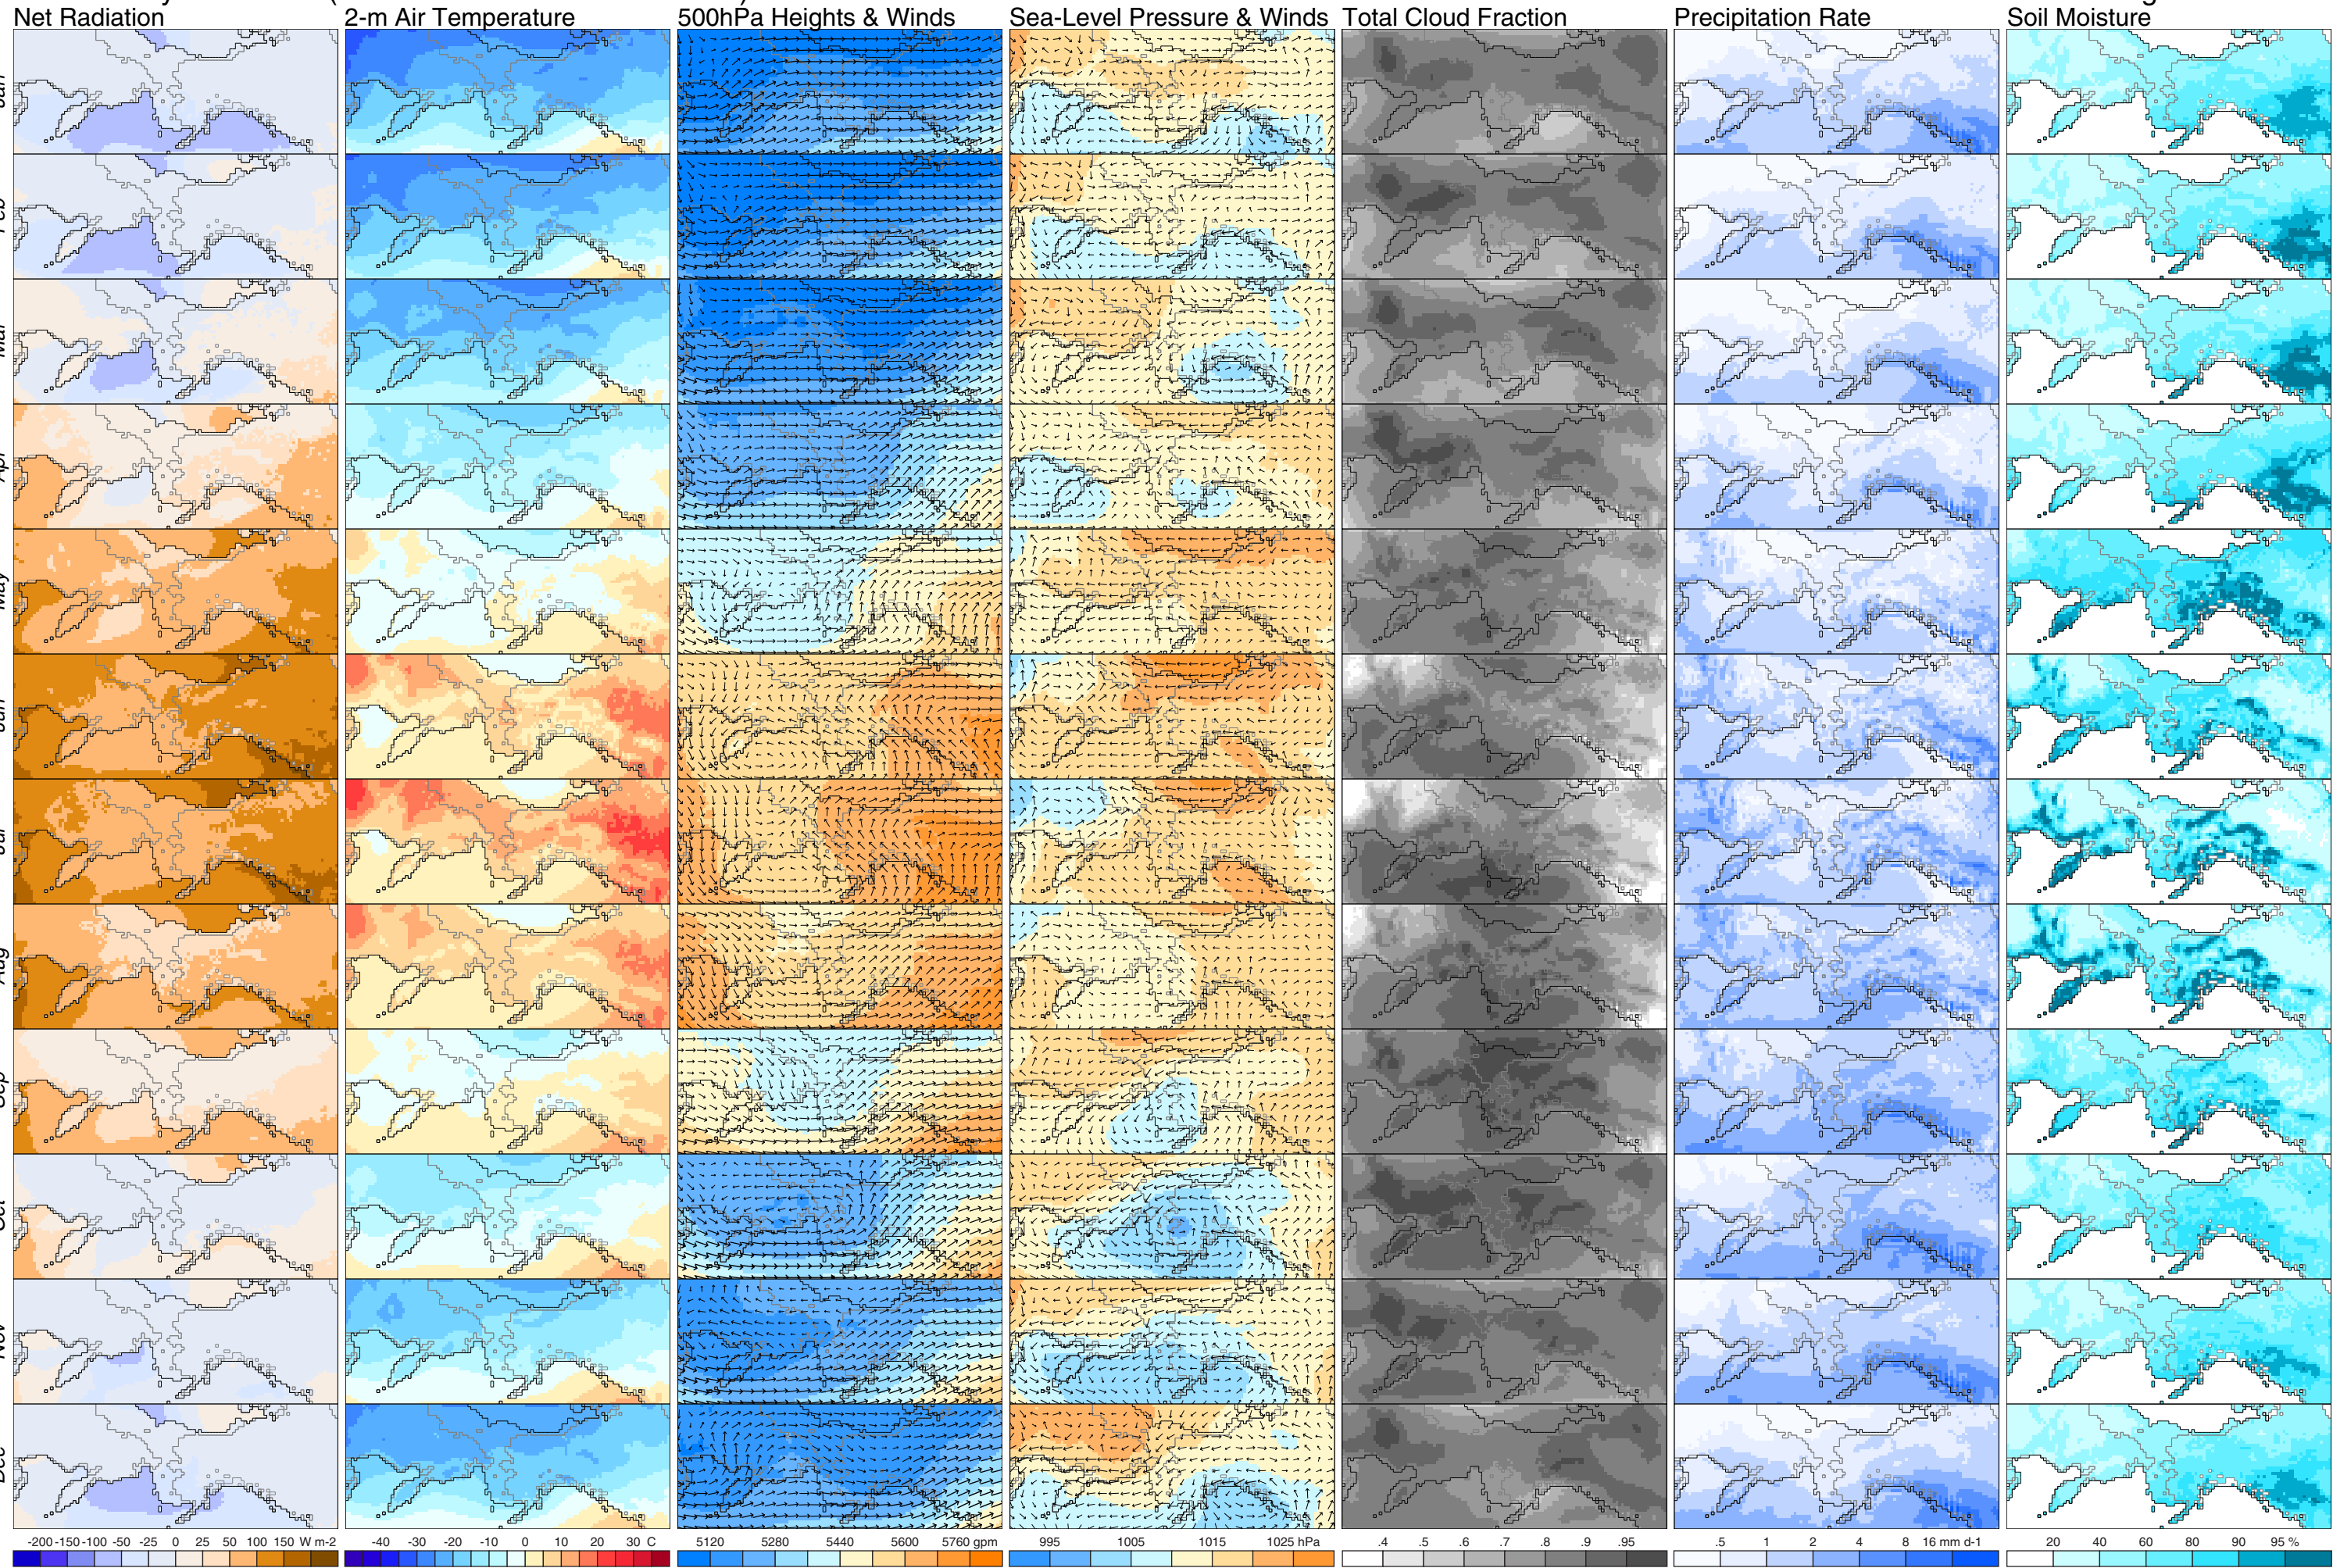 Net Radiation
2-m Air Temperature
500hPa Heights & Winds
Sea-Level Pressure & Winds
Total Cloud Fraction
Precipitation Rate
Soil Moisture
-200 -150 -100 -50 -25 0 25 50 100 150 W m-2
-40 -30 -20 -10 0 10 20 30 C
5120 5280 5440 5600 5760 gpm
995 1005 1015 1025 hPa
.4 .5 .6 .7 .8 .9 .95
.5 1 2 4 8 16 mm d-1
20 40 60 80 90 95 %